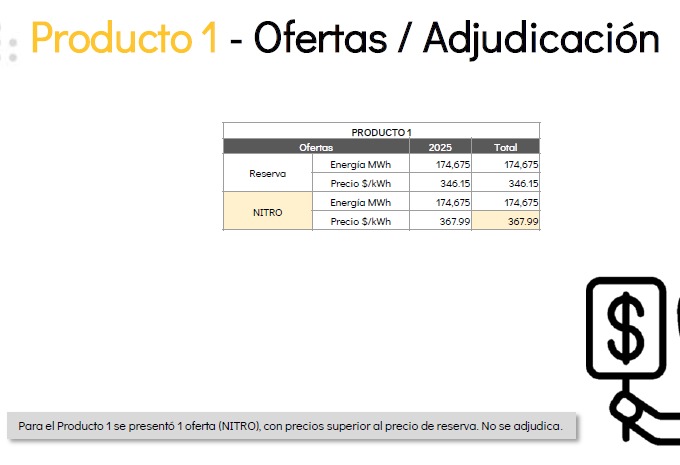 Producto 1 - Ofertas / Adjudicación
PRODUCTO 1
Ofertas 2025 Total
Reserva Energía MWh 174,675 174,675
Precio $/kWh 346.15 346.15
NITRO Energía MWh 174,675 174,675
Precio $/kWh 367.99 367.99
$
Para el Producto 1 se presentó 1 oferta (NITRO), con precios superior al precio de reserva. No se adjudica.